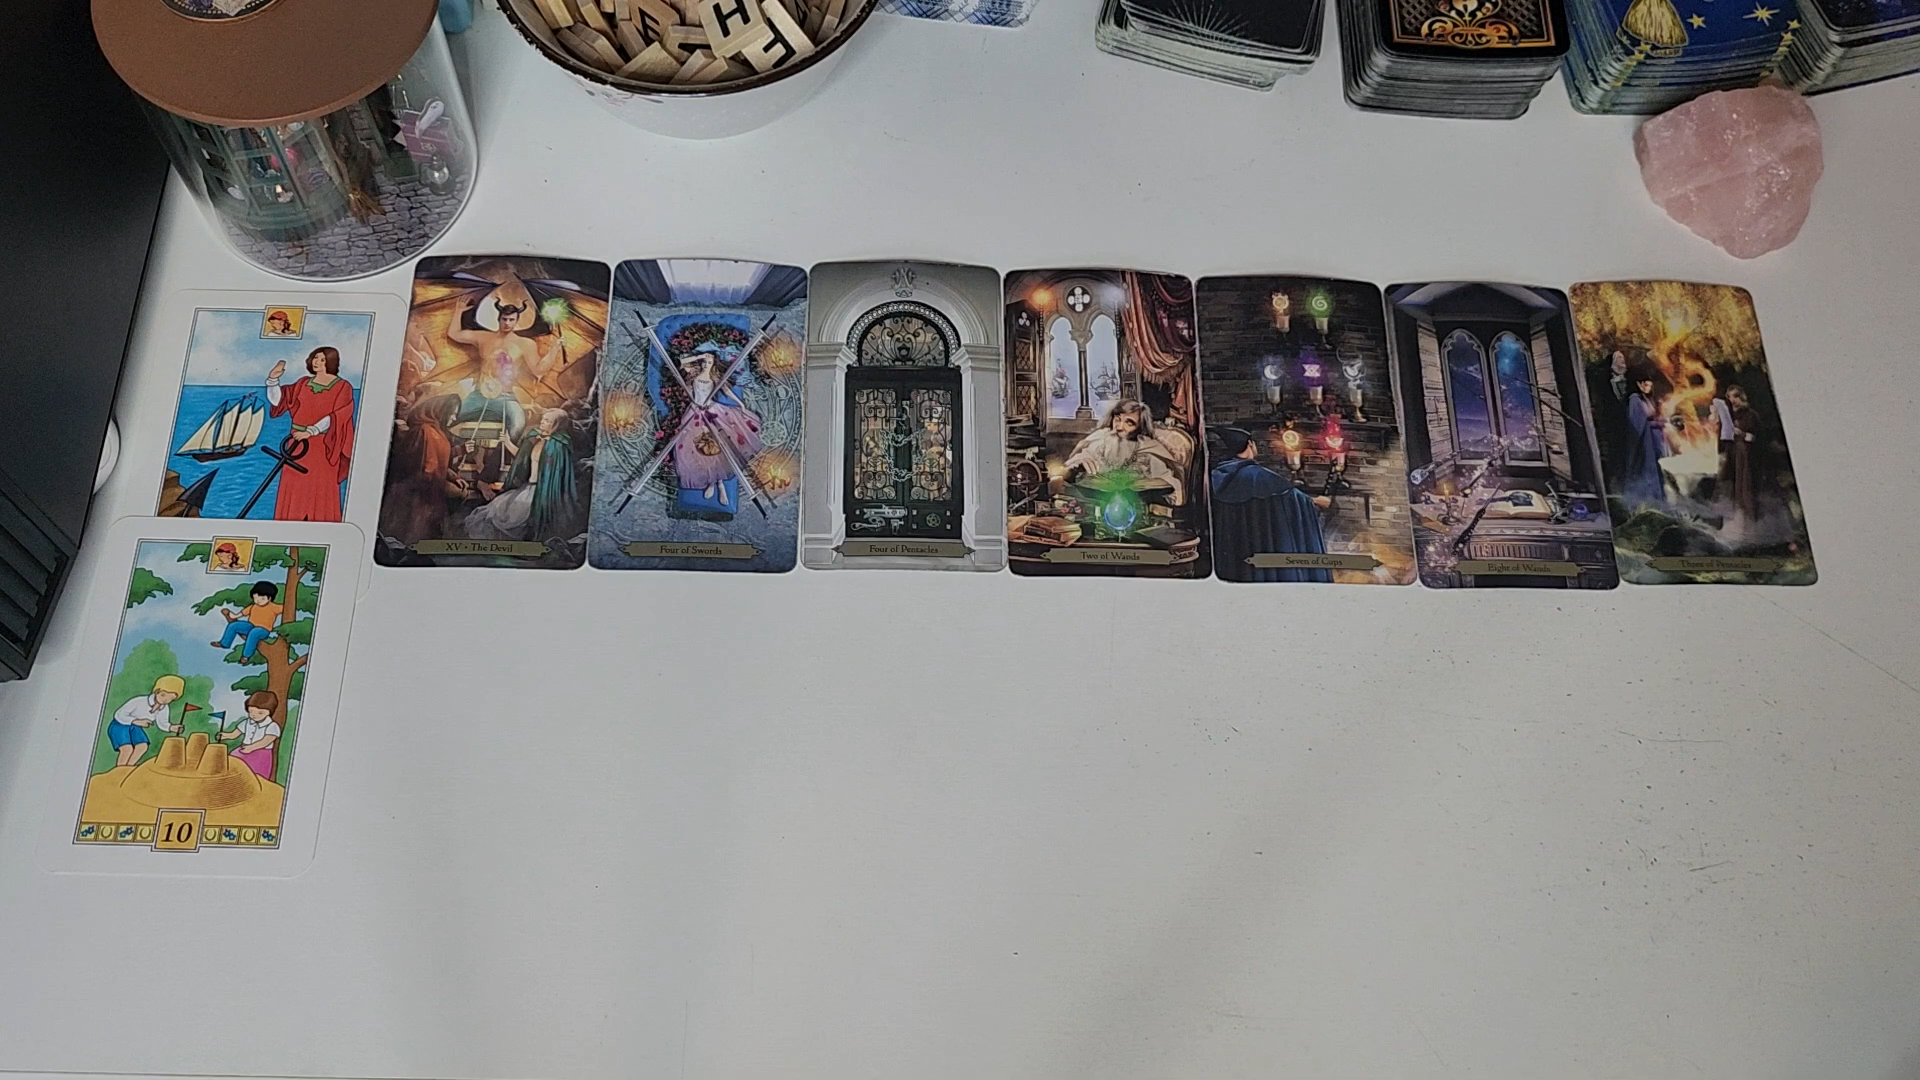 XV • The Devil
Four of Swords
Four of Pentacles
Two of Wands
Seven of Cups
Eight of Wands
Three of Pentacles
10